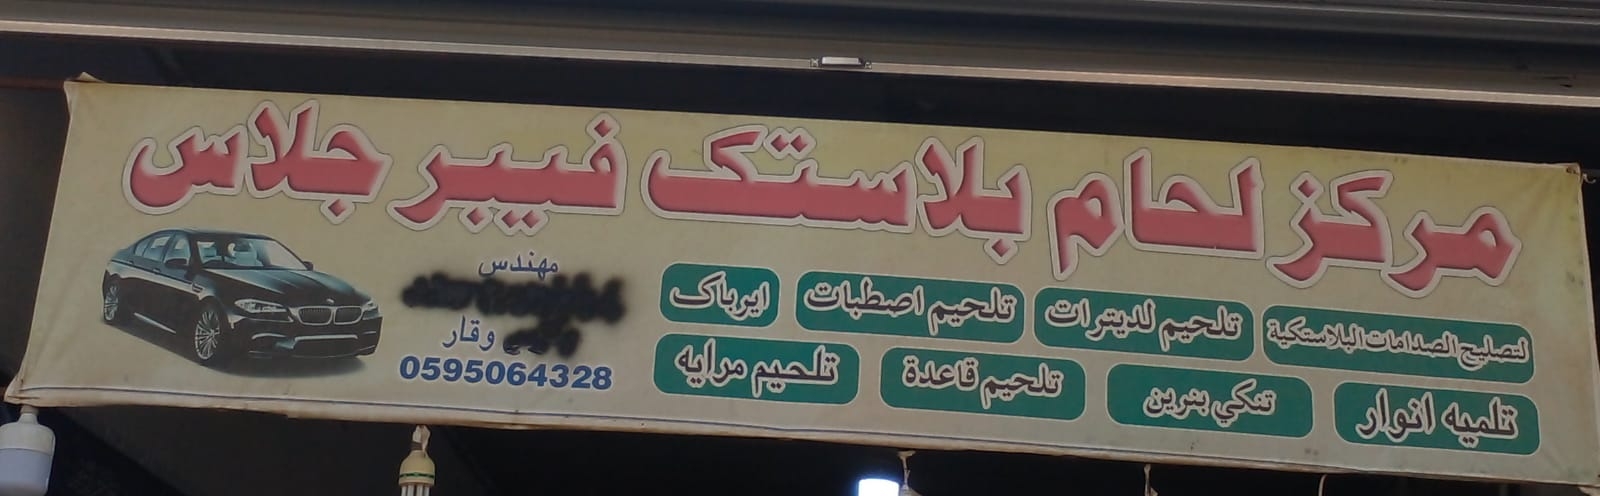 مركز لحام بلاستك فيبر جلاس
لتصليح الصدامات البلاستكية
تلحيم لديترات
تلحيم اصطبات
ايرباك
تلميه انوار
تنكي بنرين
تلحيم قاعدة
تلحيم مرايه
مهندس
وقار
0595064328